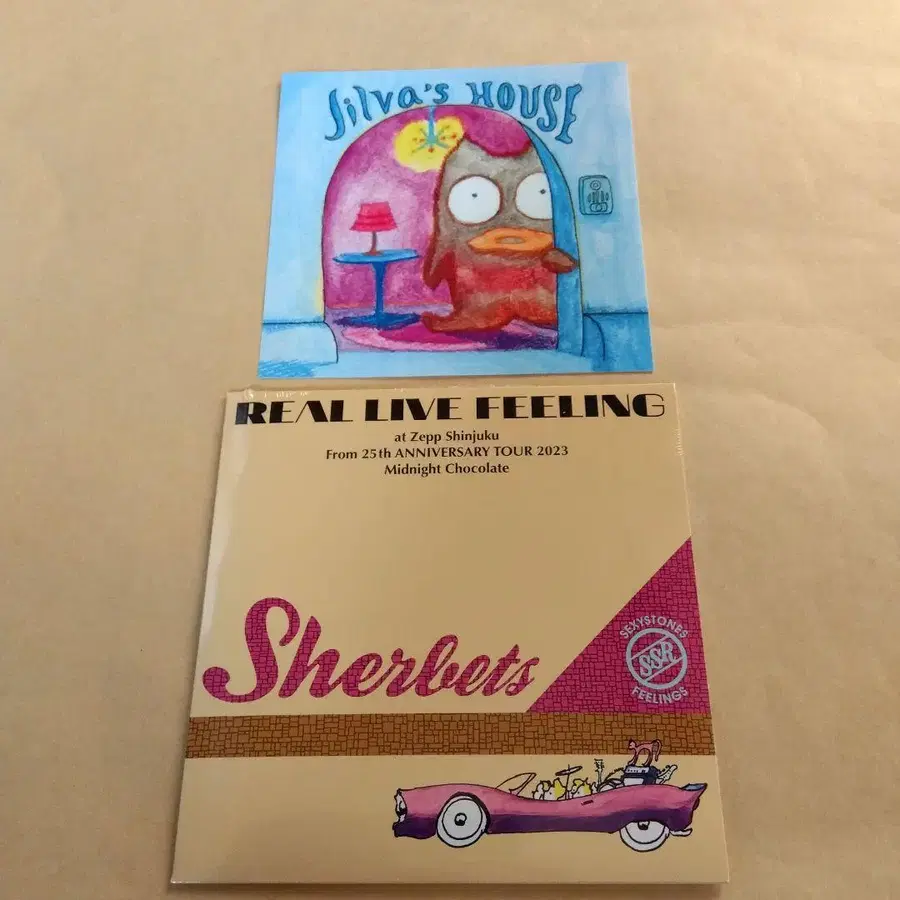 Jilva's HOUSE
REAL LIVE FEELING
at Zepp Shinjuku
From 25th ANNIVERSARY TOUR 2023
Midnight Chocolate
Sherbets
SEXYSTONES
SSR
FEELINGS